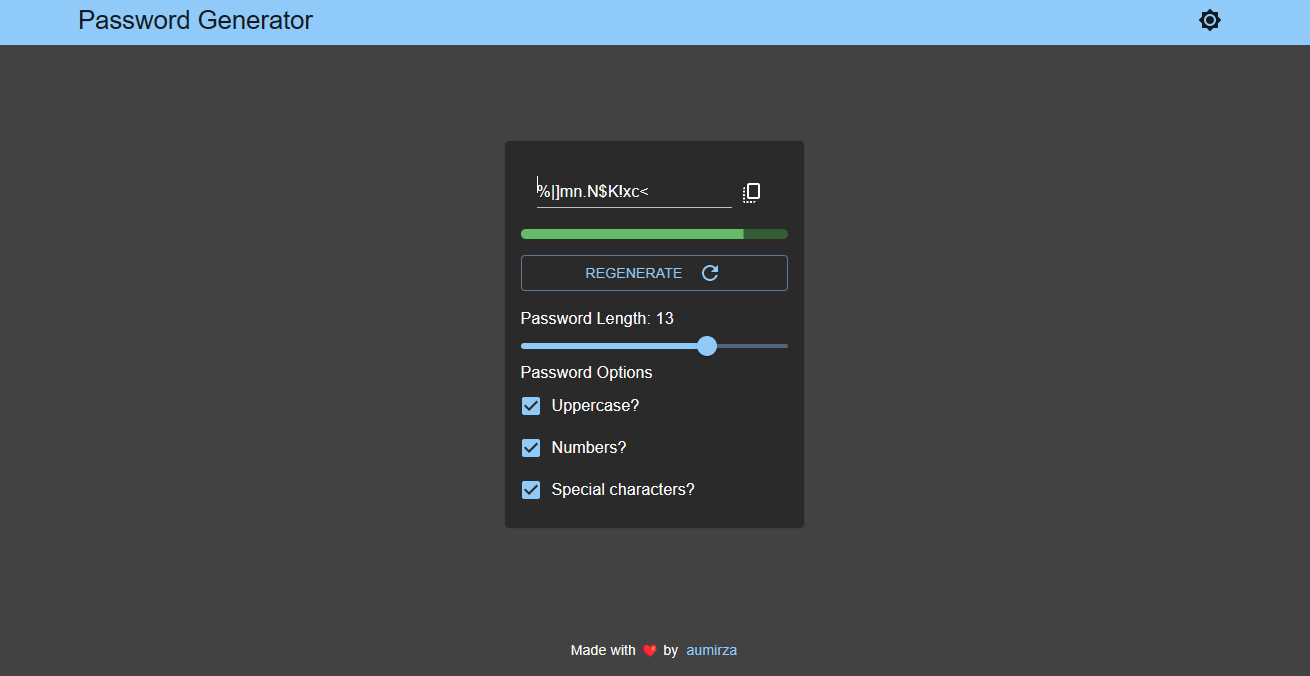 Password Generator
%|]mn.N$K!xc<
REGENERATE
Password Length: 13
Password Options
Uppercase?
Numbers?
Special characters?
Made with ❤️ by aumirza